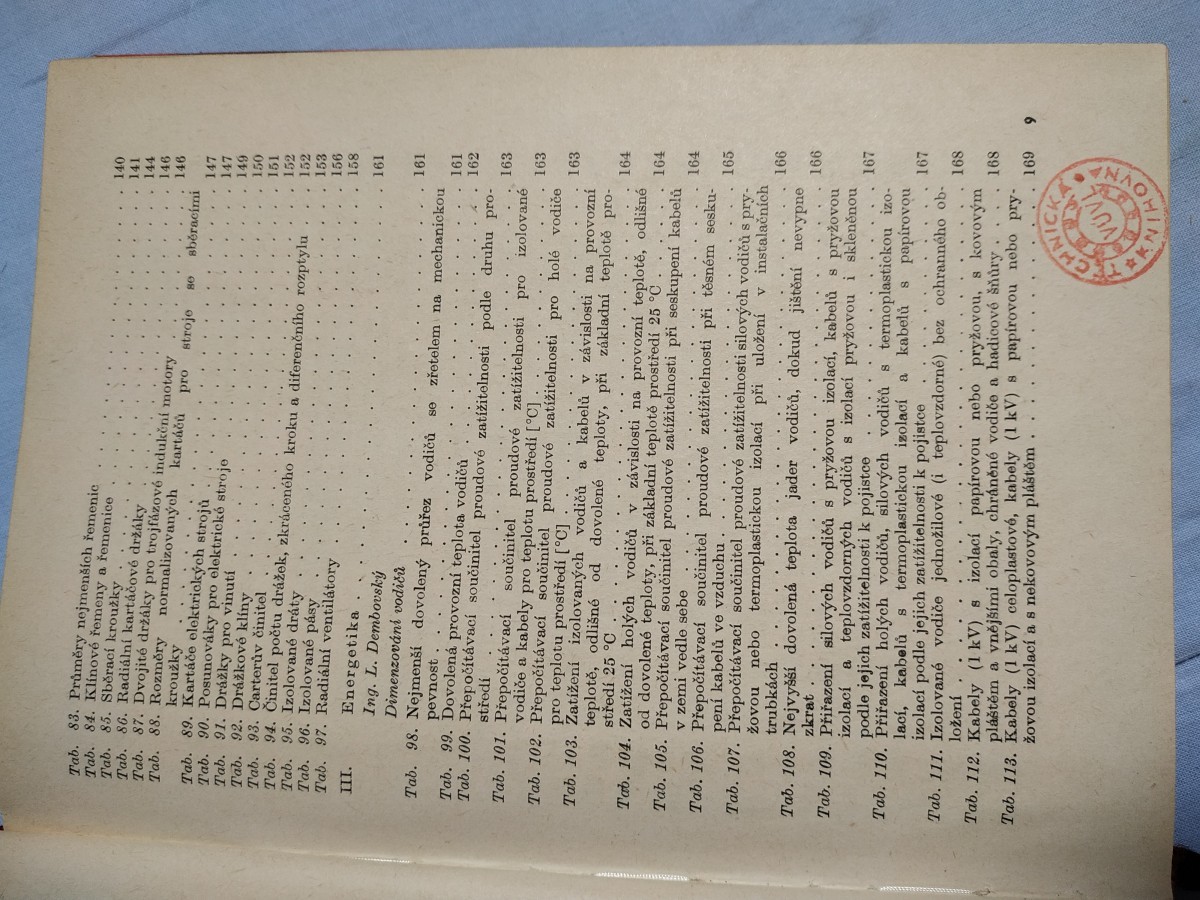 Tab. 83. Průměry nejmenších řemenic
Tab. 84. Klínové řemeny a řemenice . . . . . . . . . . . 140
Tab. 85. Sběrací kroužky . . . . . . . . . . . 141
Tab. 86. Radiální kartáčové držáky . . . . . . . . . . . 144
Tab. 87. Dvojité držáky . . . . . . . . . . . 146
Tab. 88. Rozměry normalizovaných kartáčů pro stroje se sběracími
kroužky . . . . . . . . . . . 146
Tab. 89. Kartáče elektrických strojů
Tab. 90. Posunováky pro elektrické stroje . . . . . . . . . . . 147
Tab. 91. Drážky pro vinutí . . . . . . . . . . . 147
Tab. 92. Drážkové klíny . . . . . . . . . . . 149
Tab. 93. Carterův činitel . . . . . . . . . . . 150
Tab. 94. Činitel počtu drážek, zkráceného kroku a diferenčního rozptylu . 151
Tab. 95. Izolované dráty . . . . . . . . . . . 152
Tab. 96. Izolované pásy . . . . . . . . . . . 152
Tab. 97. Radiální ventilátory . . . . . . . . . . . 153
156
III. Energetika . . . . . . . . . . . 158
Ing. L. Dembovský
Dimenzování vodičů . . . . . . . . . . . 161
Tab. 98. Nejmenší dovolený průřez vodičů se zřetelem na mechanickou
pevnost . . . . . . . . . . . 161
Tab. 99. Dovolená provozní teplota vodičů . . . . . . . . . . . 161
Tab. 100. Přepočítávací součinitel proudové zatížitelnosti podle druhu pro-
středí . . . . . . . . . . . 162
Tab. 101. Přepočítávací součinitel proudové zatížitelnosti pro izolované
vodiče a kabely pro teplotu prostředí [°C] . . . . . . . 163
Tab. 102. Přepočítávací součinitel proudové zatížitelnosti pro holé vodiče
pro teplotu prostředí [°C] . . . . . . . . . . . 163
Tab. 103. Zatížení izolovaných vodičů a kabelů v závislosti na provozní
teplotě, odlišné od dovolené teploty, při základní teplotě pro-
středí 25 °C . . . . . . . . . . . 163
Tab. 104. Zatížení holých vodičů v závislosti na provozní teplotě, odlišné
od dovolené teploty, při základní teplotě prostředí 25 °C . . . 164
Tab. 105. Přepočítávací součinitel proudové zatížitelnosti při seskupení kabelů
v zemi vedle sebe . . . . . . . . . . . 164
Tab. 106. Přepočítávací součinitel proudové zatížitelnosti při těsném sesku-
pení kabelů ve vzduchu . . . . . . . . . . . 164
Tab. 107. Přepočítávací součinitel proudové zatížitelnosti silových vodičů s pry-
žovou nebo termoplastickou izolací při uložení v instalačních
trubkách . . . . . . . . . . . 165
Tab. 108. Nejvyšší dovolená teplota jader vodičů, dokud jištění nevypne
zkrat . . . . . . . . . . . 166
Tab. 109. Přiřazení silových vodičů s pryžovou izolací, kabelů s pryžovou
izolací a teplovzdorných vodičů s izolací pryžovou i skleněnou
podle jejich zatížitelnosti k pojistce . . . . . . . . . . . 166
Tab. 110. Přiřazení holých vodičů, silových vodičů s termoplastickou izo-
lací, kabelů s termoplastickou izolací a kabelů s papírovou
izolací podle jejich zatížitelnosti k pojistce . . . . . . . . . 167
Tab. 111. Izolované vodiče jednožilové (i teplovzdorné) bez ochranného ob-
ložení . . . . . . . . . . . 167
Tab. 112. Kabely (1 kV) s izolací papírovou nebo pryžovou, s kovovým
pláštěm a vnějšími obaly, chráněné vodiče a hadicové šňůry . . 168
Tab. 113. Kabely (1 kV) celoplastové, kabely (1 kV) s papírovou nebo pry-
žovou izolací a s nekovovým pláštěm . . . . . . . . . . . 168
169
9
TECHNICKÁ
KNIHOVNA
VUVL